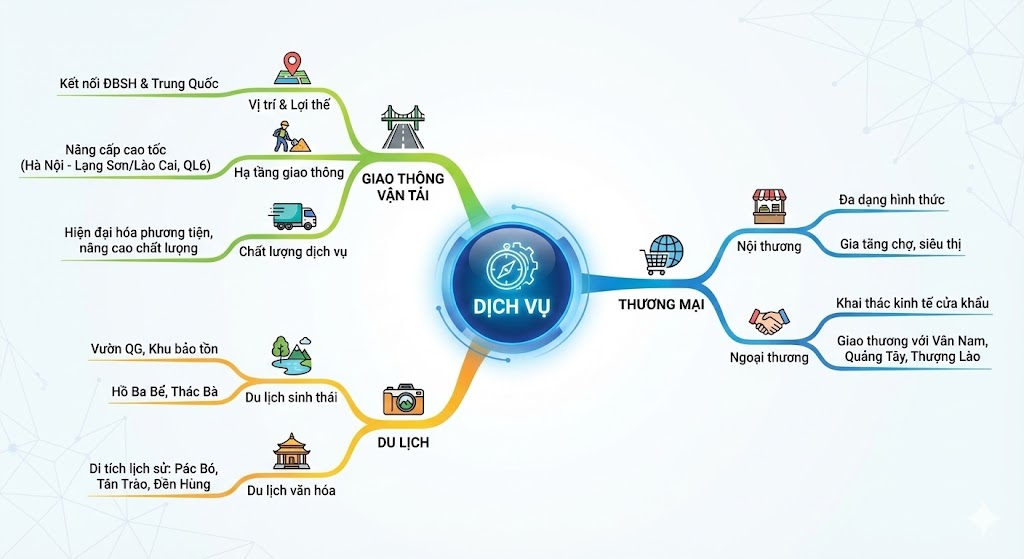 DỊCH VỤ
GIAO THÔNG
VẬN TẢI
Vị trí & Lợi thế
Kết nối ĐBSH & Trung Quốc
Hạ tầng giao thông
Nâng cấp cao tốc
(Hà Nội - Lạng Sơn/Lào Cai, QL6)
Chất lượng dịch vụ
Hiện đại hóa phương tiện,
nâng cao chất lượng
THƯƠNG MẠI
Nội thương
Đa dạng hình thức
Gia tăng chợ, siêu thị
Ngoại thương
Khai thác kinh tế cửa khẩu
Giao thương với Vân Nam,
Quảng Tây, Thượng Lào
DU LỊCH
Du lịch sinh thái
Vườn QG, Khu bảo tồn
Hồ Ba Bể, Thác Bà
Du lịch văn hóa
Di tích lịch sử: Pác Bó,
Tân Trào, Đền Hùng